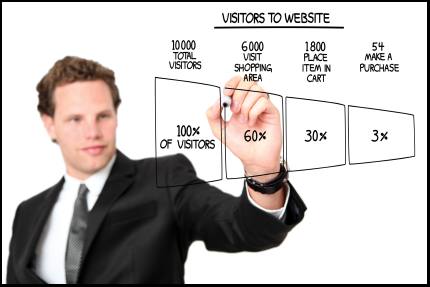 VISITORS TO WEBSITE
10000
TOTAL
VISITORS
6000
VISIT
SHOPPING
AREA
1800
PLACE
ITEM IN
CART
54
MAKE A
PURCHASE
100%
OF VISITORS
60%
30%
3%